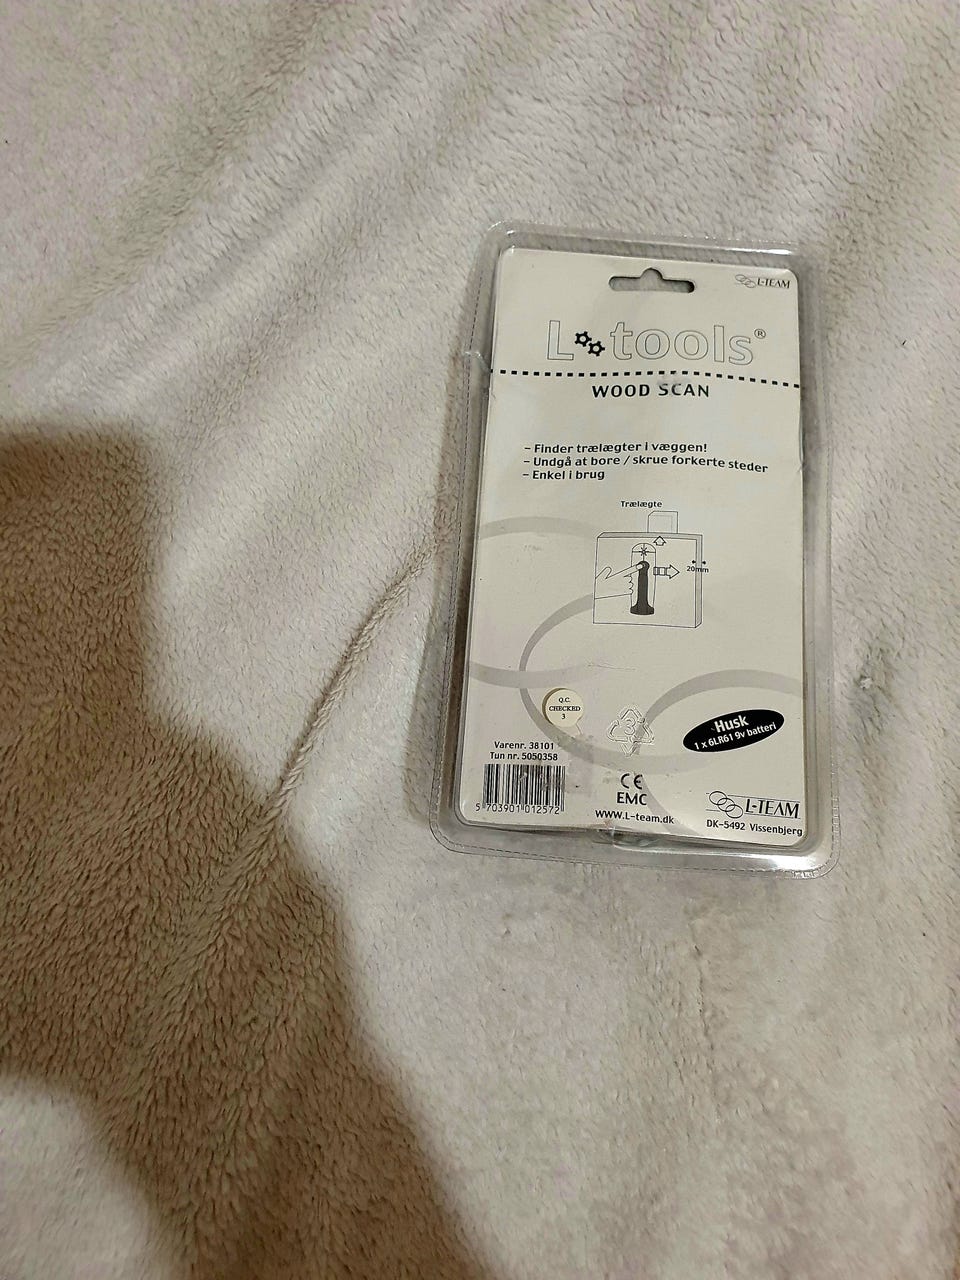 L-TEAM
L tools®
WOOD SCAN
– Finder trælægter i væggen!
– Undgå at bore / skrue forkerte steder
– Enkel i brug
Trælægte
20mm
Q.C.
CHECKED
3
3
Husk
1 x 6LR61 9v batteri
Varenr. 38101
Tun nr. 5050358
5 703901 012572
CE
EMC
www.L-team.dk
L-TEAM
DK-5492 Vissenbjerg